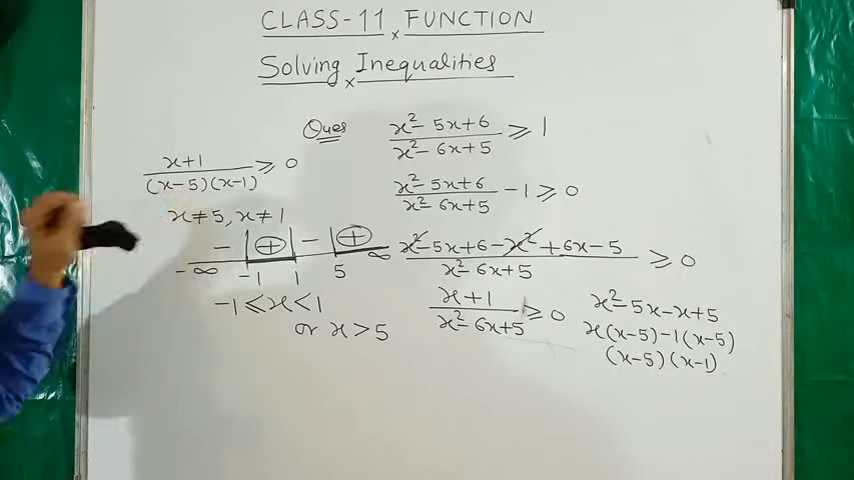 CLASS-11 x FUNCTION
Solving x Inequalities
Ques x²-5x+6 / x²-6x+5 ⩾ 1
x²-5x+6 / x²-6x+5 -1 ⩾ 0
x²-5x+6-x²+6x-5 / x²-6x+5 ⩾ 0
x+1 / x²-6x+5 ⩾ 0
x²-5x-x+5
x(x-5)-1(x-5)
(x-5)(x-1)
x+1 / (x-5)(x-1) ⩾ 0
x≠5, x≠1
- + - +
-∞ -1 1 5 ∞
-1⩽x<1
or x>5